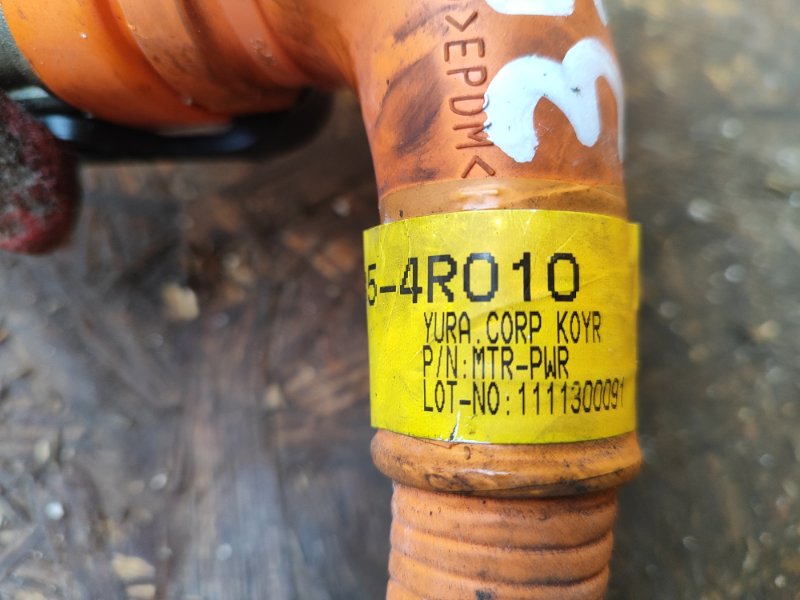 >EPDM<
5-4R010
YURA.CORP KOYR
P/N:MTR-PWR
LOT-NO:1111300091